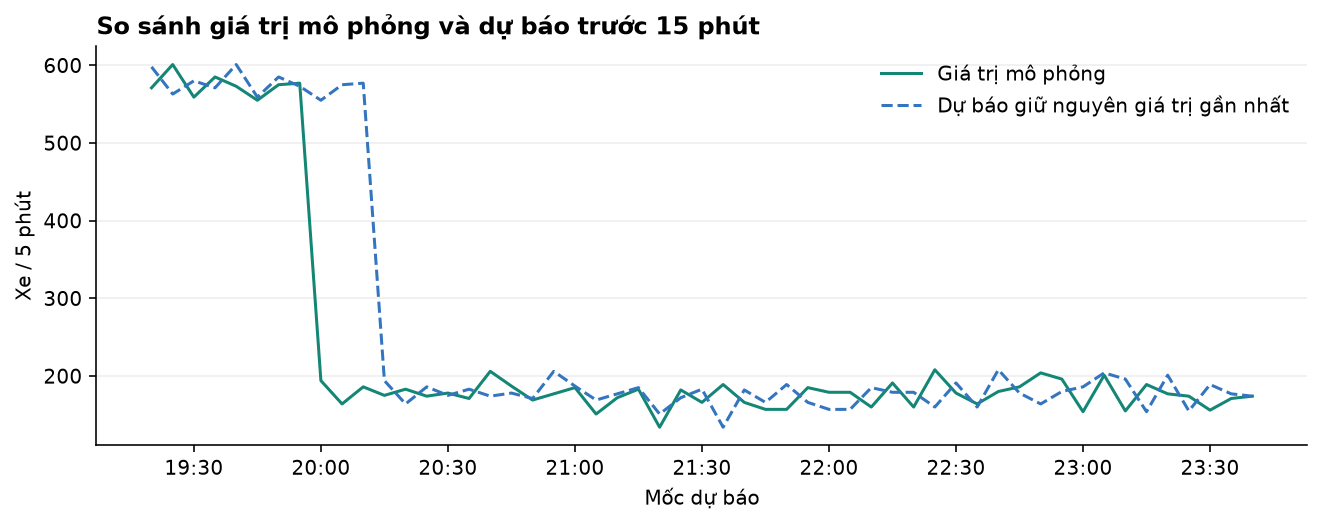 So sánh giá trị mô phỏng và dự báo trước 15 phút
Giá trị mô phỏng
Dự báo giữ nguyên giá trị gần nhất
Xe / 5 phút
600
500
400
300
200
19:30
20:00
20:30
21:00
21:30
22:00
22:30
23:00
23:30
Mốc dự báo